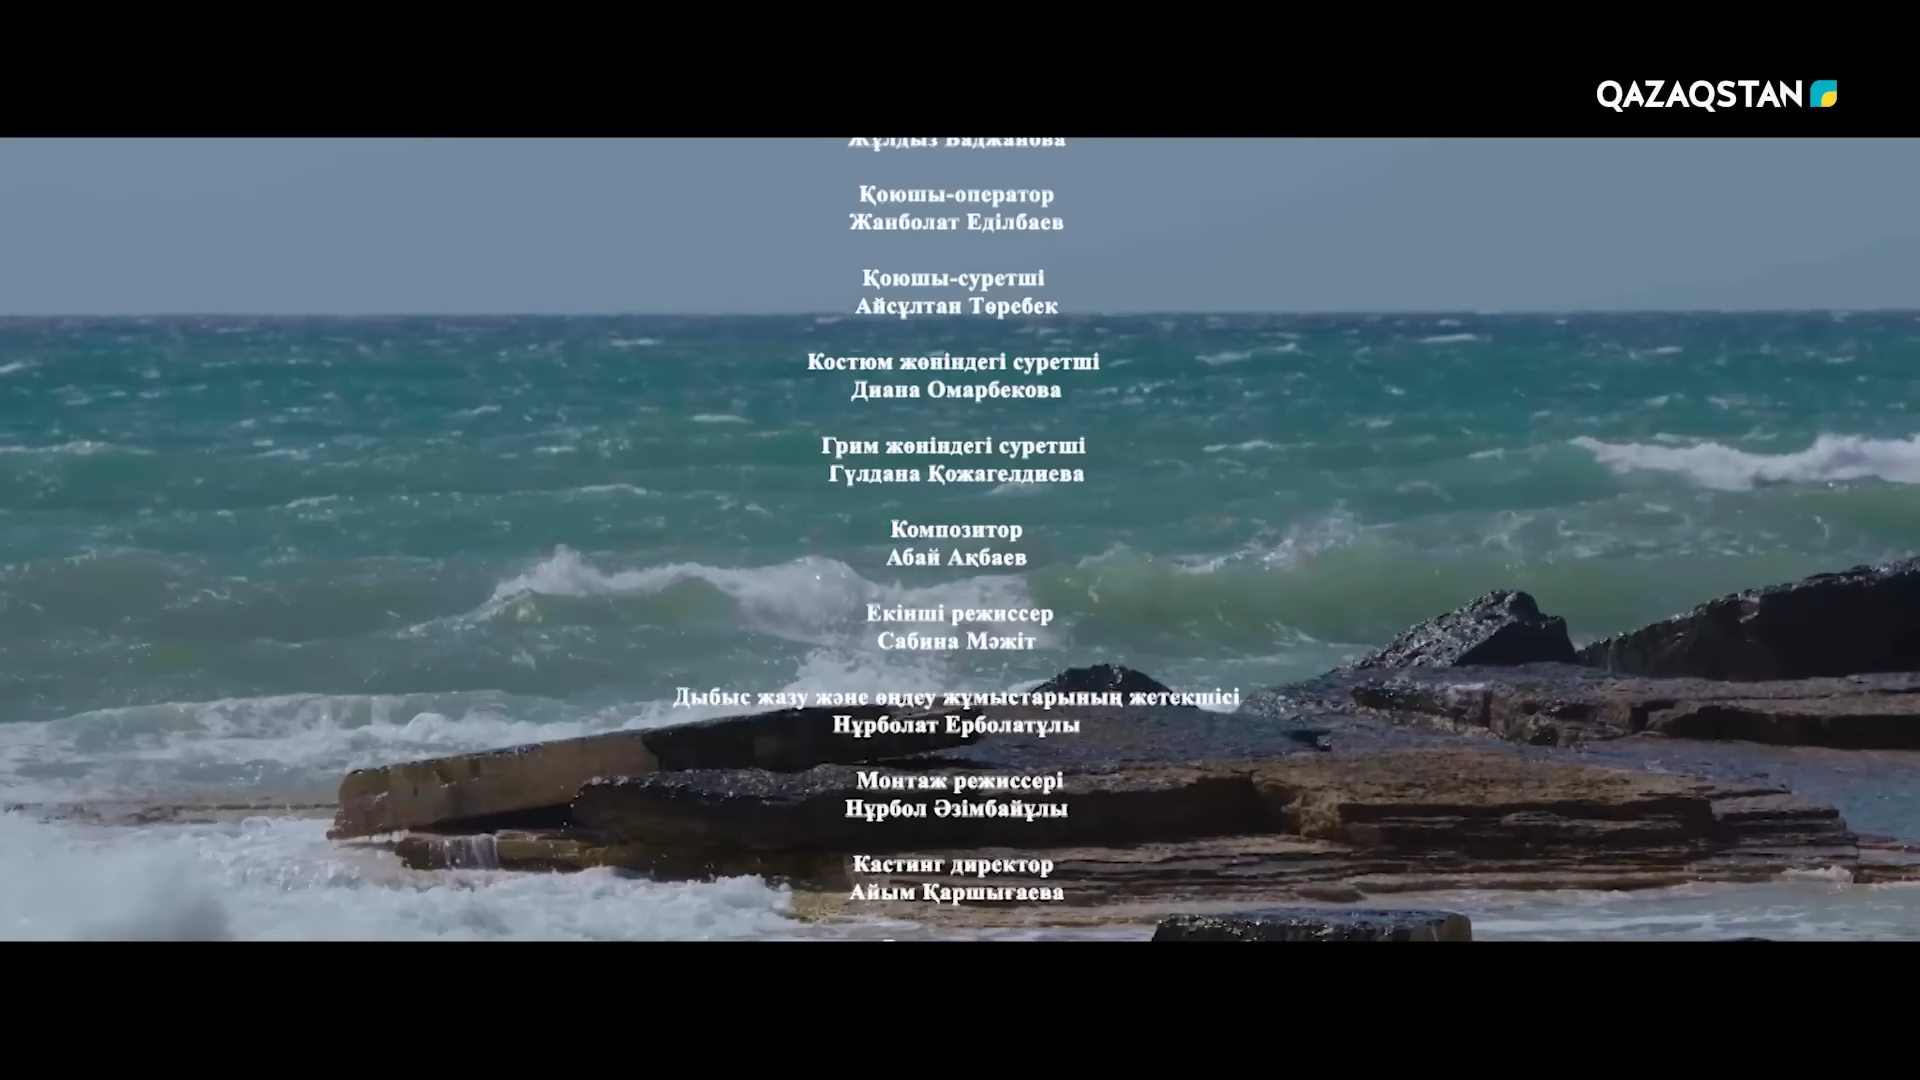 QAZAQSTAN
Жұлдыз Баджанова
Қоюшы-оператор
Жанболат Еділбаев
Қоюшы-суретші
Айсұлтан Төребек
Костюм жөніндегі суретші
Диана Омарбекова
Грим жөніндегі суретші
Гүлдана Қожагелдиева
Композитор
Абай Ақбаев
Екінші режиссер
Сабина Мәжіт
Дыбыс жазу және өңдеу жұмыстарының жетекшісі
Нұрболат Ерболатұлы
Монтаж режиссері
Нұрбол Әзімбайұлы
Кастинг директор
Айым Қаршығаева